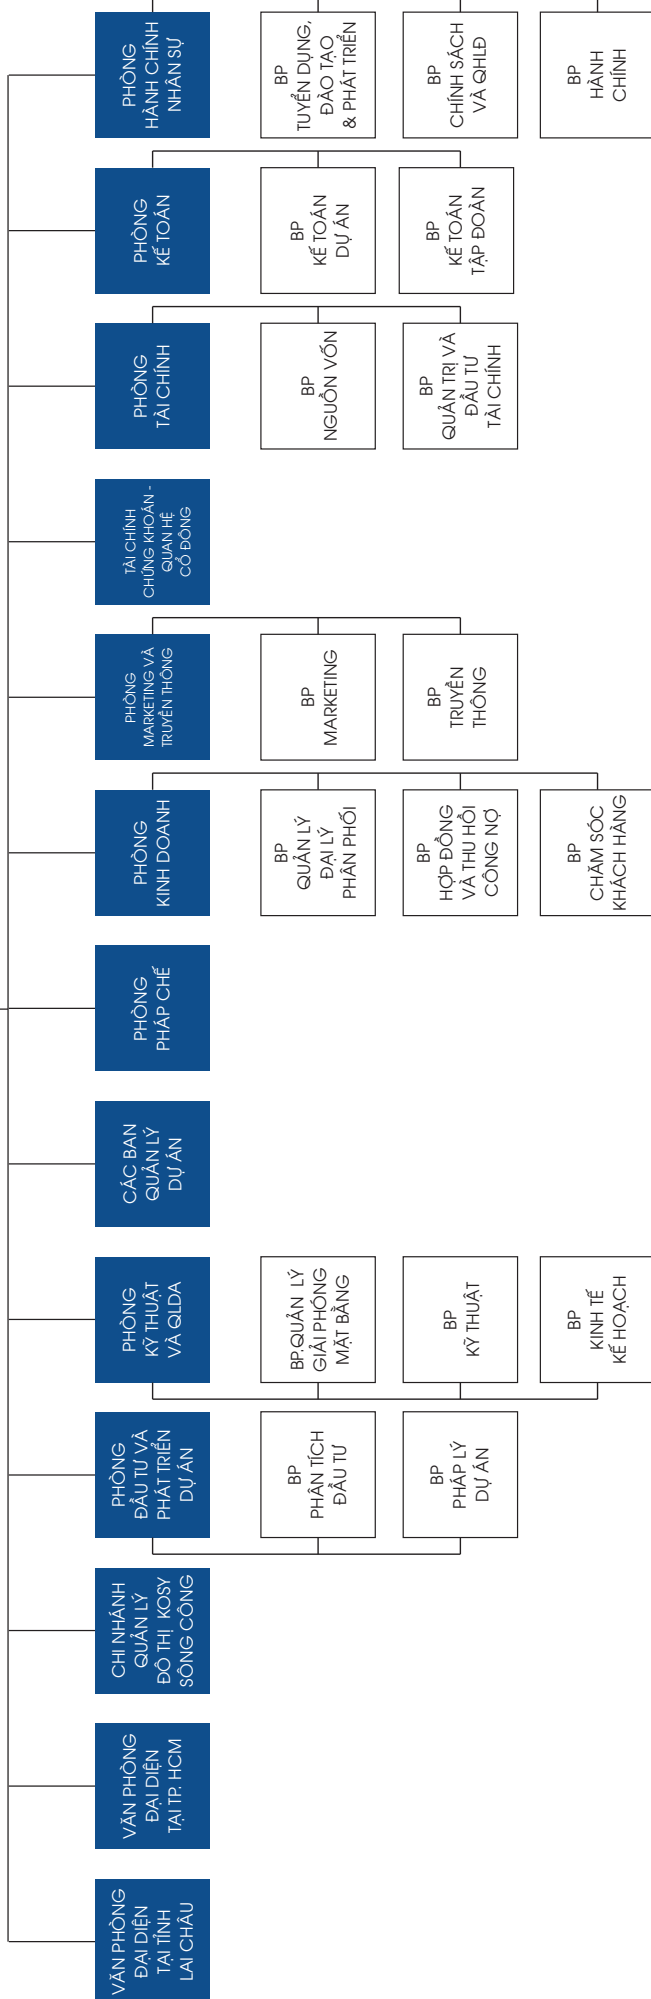 VĂN PHÒNG
ĐẠI DIỆN
TẠI TỈNH
LAI CHÂU
VĂN PHÒNG
ĐẠI DIỆN
TẠI TP. HCM
CHI NHÁNH
QUẢN LÝ
ĐÔ THỊ KOSY
SÔNG CÔNG
PHÒNG
ĐẦU TƯ VÀ
PHÁT TRIỂN
DỰ ÁN
PHÒNG
KỸ THUẬT
VÀ QLDA
CÁC BAN
QUẢN LÝ
DỰ ÁN
PHÒNG
PHÁP CHẾ
PHÒNG
KINH DOANH
PHÒNG
MARKETING VÀ
TRUYỀN THÔNG
TÀI CHÍNH
CHỨNG KHOÁN -
QUAN HỆ
CỔ ĐÔNG
PHÒNG
TÀI CHÍNH
PHÒNG
KẾ TOÁN
PHÒNG
HÀNH CHÍNH
NHÂN SỰ
BP
PHÂN TÍCH
ĐẦU TƯ
BP.QUẢN LÝ
GIẢI PHÓNG
MẶT BẰNG
BP
QUẢN LÝ
ĐẠI LÝ
PHÂN PHỐI
BP
MARKETING
BP
NGUỒN VỐN
BP
KẾ TOÁN
DỰ ÁN
BP
TUYỂN DỤNG,
ĐÀO TẠO
& PHÁT TRIỂN
BP
PHÁP LÝ
DỰ ÁN
BP
KỸ THUẬT
BP
HỢP ĐỒNG
VÀ THU HỒI
CÔNG NỢ
BP
TRUYỀN
THÔNG
BP
QUẢN TRỊ VÀ
ĐẦU TƯ
TÀI CHÍNH
BP
KẾ TOÁN
TẬP ĐOÀN
BP
CHÍNH SÁCH
VÀ QHLĐ
BP
KINH TẾ
KẾ HOẠCH
BP
CHĂM SÓC
KHÁCH HÀNG
BP
HÀNH
CHÍNH